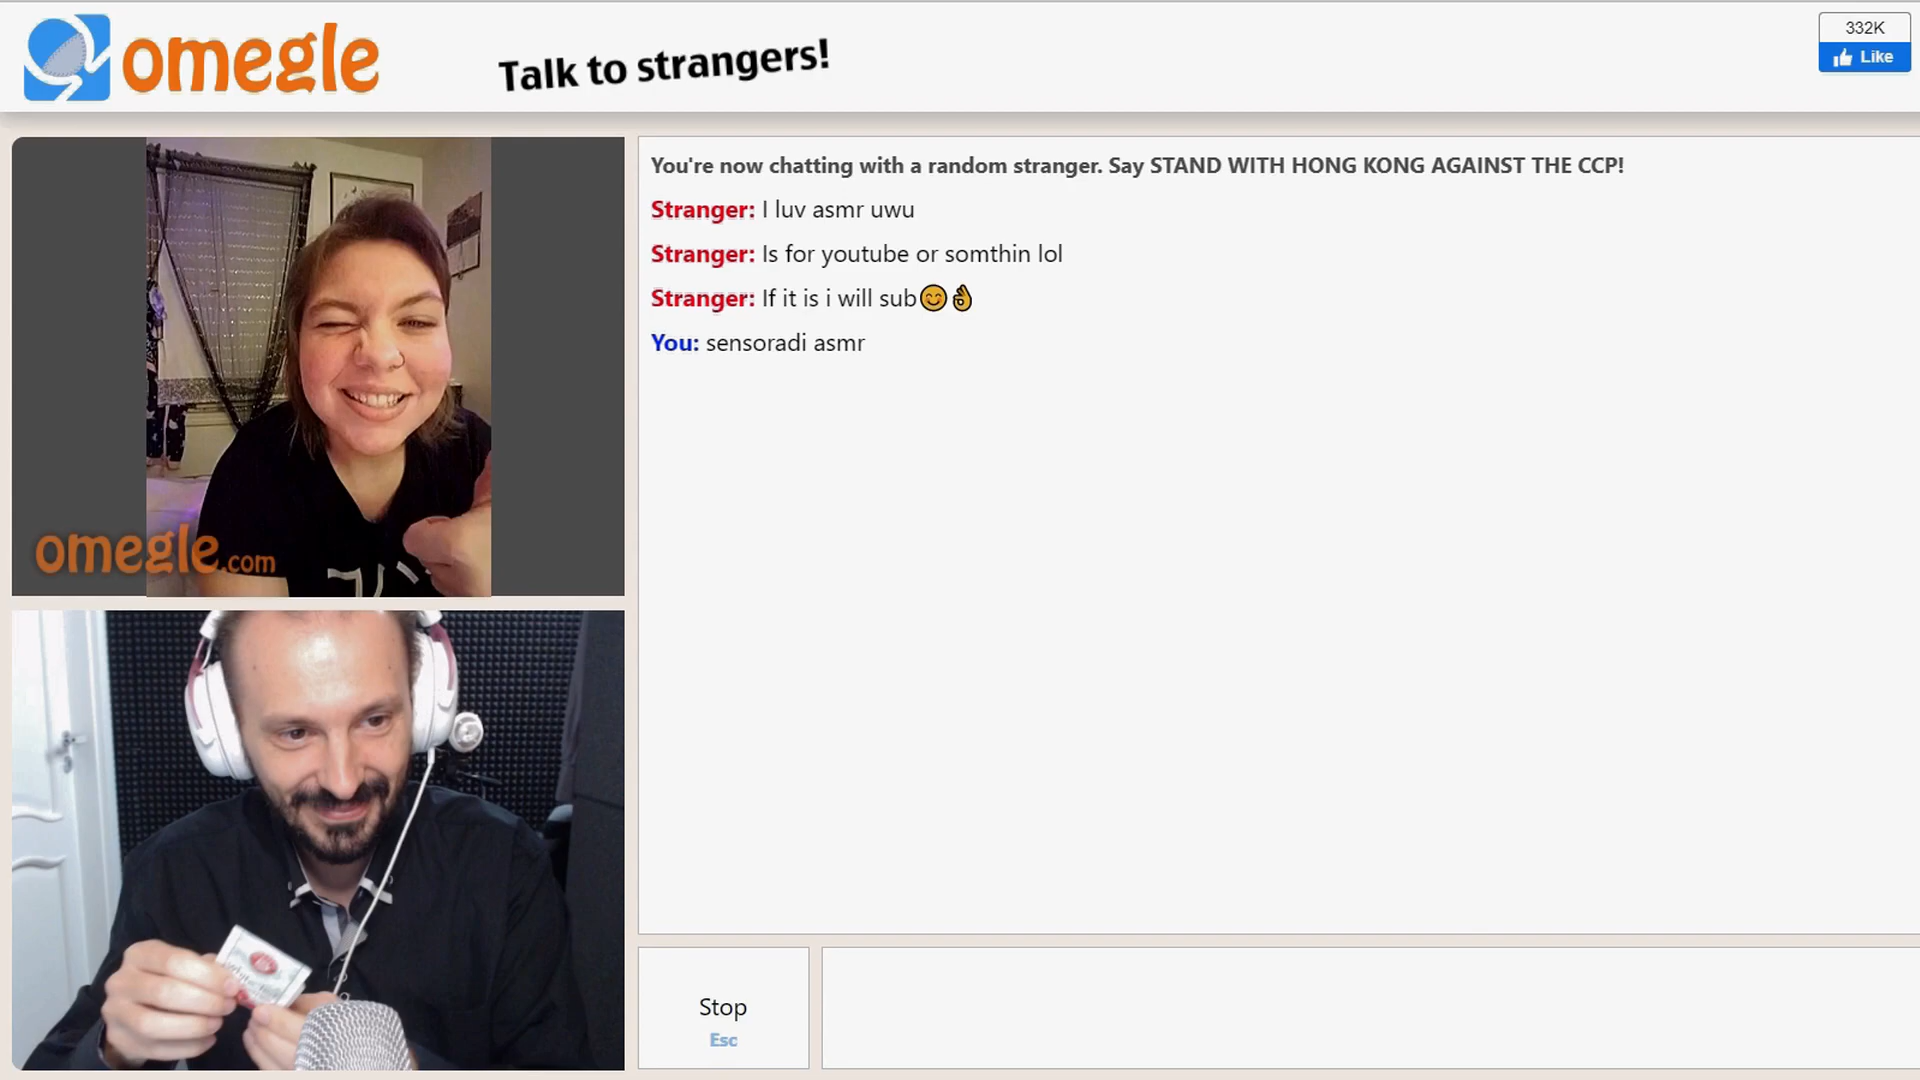 omegle
Talk to strangers!
332K
Like
You're now chatting with a random stranger. Say STAND WITH HONG KONG AGAINST THE CCP!
Stranger: I luv asmr uwu
Stranger: Is for youtube or somthin lol
Stranger: If it is i will sub😊👌
You: sensoradi asmr
omegle.com
Stop
Esc